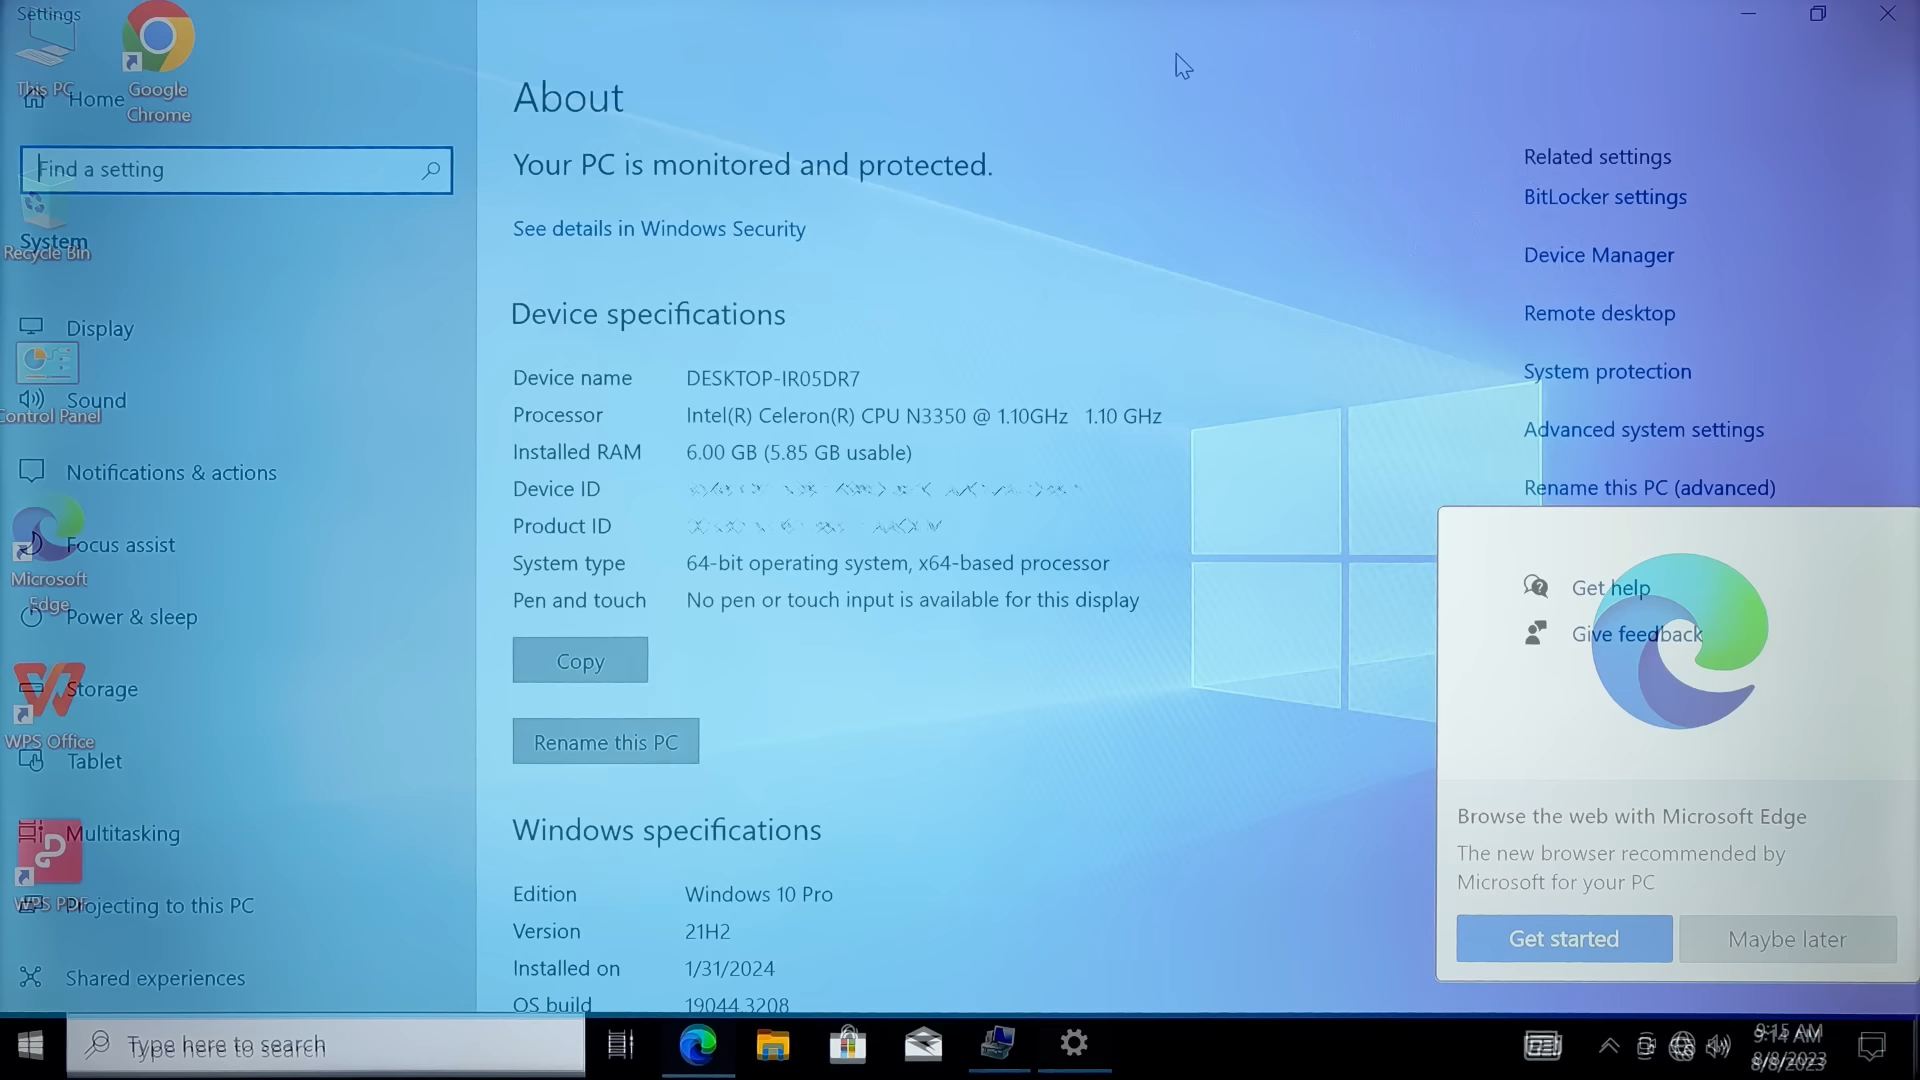 Settings
This PC
Google
Chrome
Home
Find a setting
System
Recycle Bin
Display
Sound
Control Panel
Notifications & actions
Focus assist
Microsoft
Edge
Power & sleep
Storage
WPS Office
Tablet
Multitasking
WPS PDF
Projecting to this PC
Shared experiences
About
Your PC is monitored and protected.
See details in Windows Security
Device specifications
Device name DESKTOP-IR05DR7
Processor Intel(R) Celeron(R) CPU N3350 @ 1.10GHz 1.10 GHz
Installed RAM 6.00 GB (5.85 GB usable)
Device ID
Product ID
System type 64-bit operating system, x64-based processor
Pen and touch No pen or touch input is available for this display
Copy
Rename this PC
Windows specifications
Edition Windows 10 Pro
Version 21H2
Installed on 1/31/2024
OS build 19044.3208
Related settings
BitLocker settings
Device Manager
Remote desktop
System protection
Advanced system settings
Rename this PC (advanced)
Get help
Give feedback
Browse the web with Microsoft Edge
The new browser recommended by
Microsoft for your PC
Get started
Maybe later
Type here to search
AM
8/8/2023